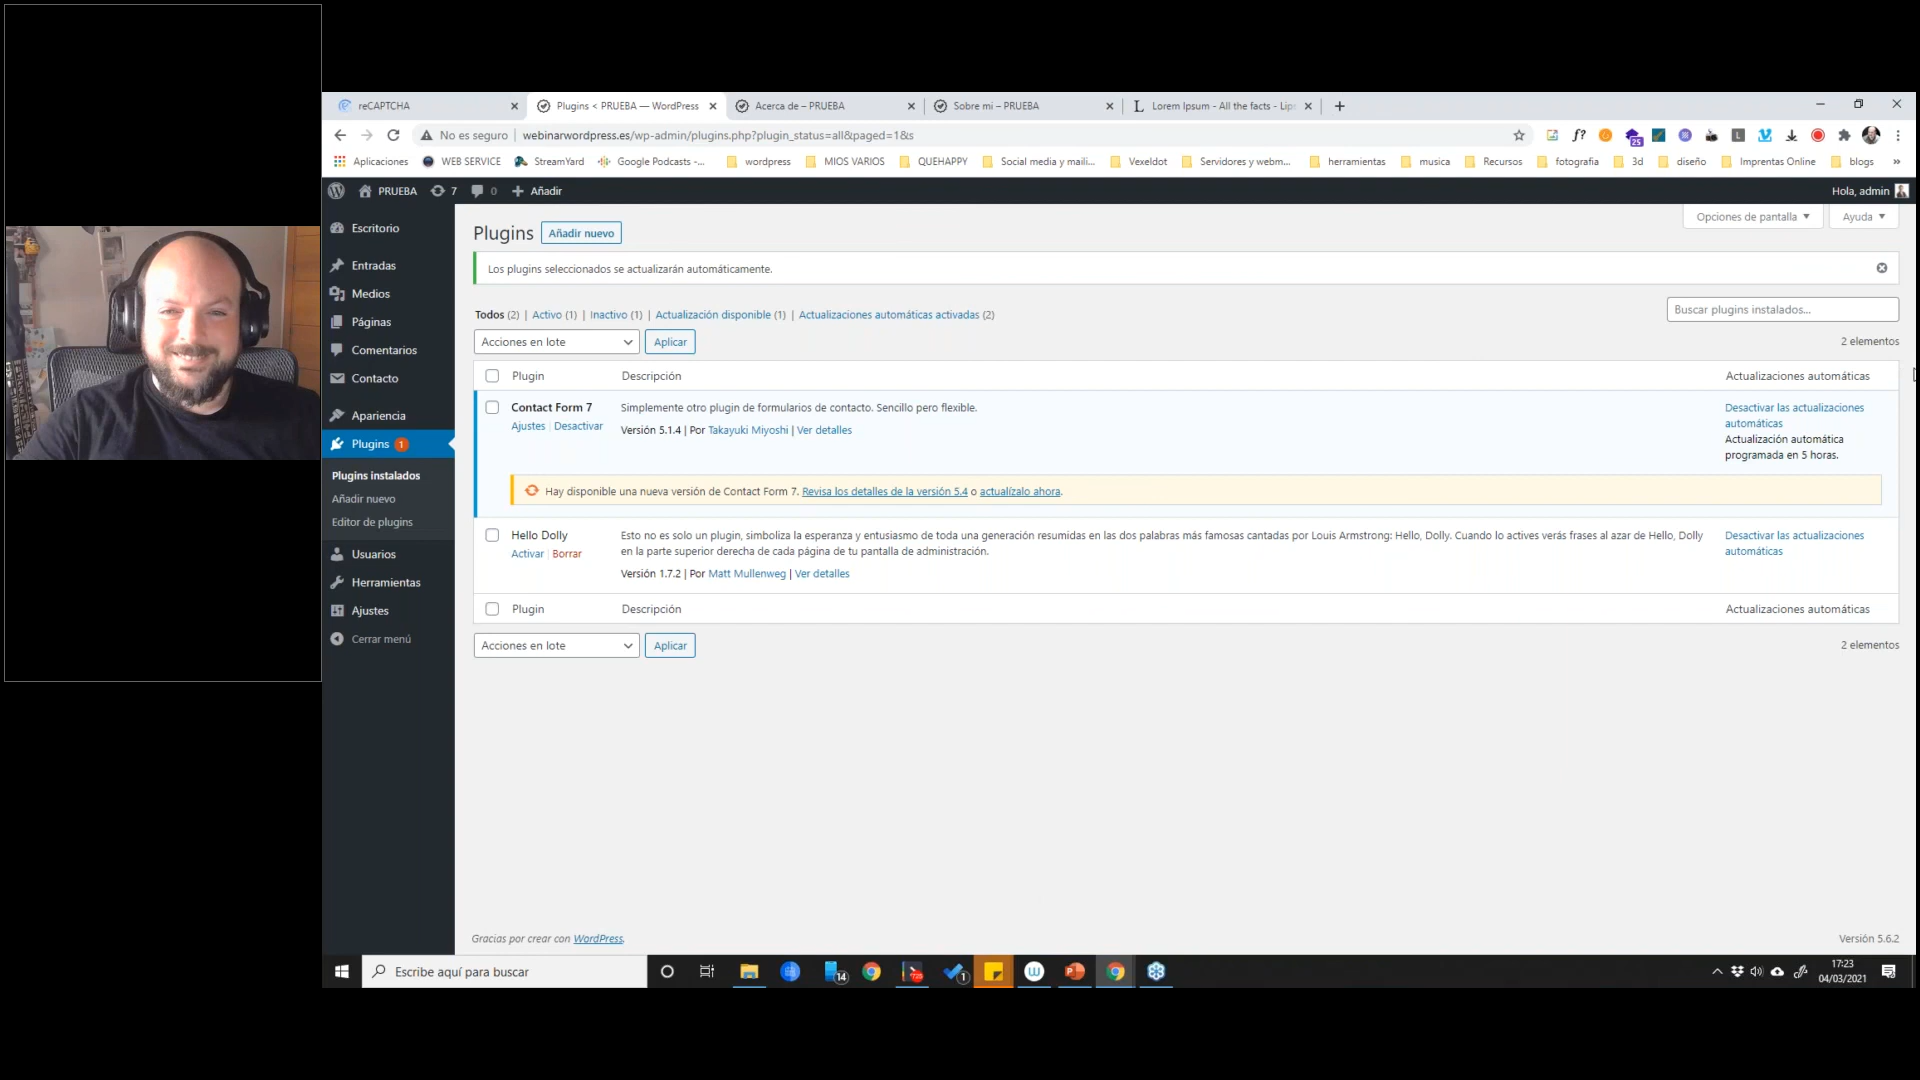 reCAPTCHA
Plugins < PRUEBA — WordPress
Acerca de – PRUEBA
Sobre mi – PRUEBA
Lorem Ipsum - All the facts - Lip
No es seguro
webinarwordpress.es/wp-admin/plugins.php?plugin_status=all&paged=1&s
25
Aplicaciones
WEB SERVICE
StreamYard
Google Podcasts -...
wordpress
MIOS VARIOS
QUEHAPPY
Social media y maili...
Vexeldot
Servidores y webm...
herramientas
musica
Recursos
fotografia
3d
diseño
Imprentas Online
blogs
»
PRUEBA
7
0
Añadir
Hola, admin
Escritorio
Entradas
Medios
Páginas
Comentarios
Contacto
Apariencia
Plugins 1
Plugins instalados
Añadir nuevo
Editor de plugins
Usuarios
Herramientas
Ajustes
Cerrar menú
Opciones de pantalla
Ayuda
Plugins
Añadir nuevo
Los plugins seleccionados se actualizarán automáticamente.
Todos (2) | Activo (1) | Inactivo (1) | Actualización disponible (1) | Actualizaciones automáticas activadas (2)
Buscar plugins instalados...
Acciones en lote
Aplicar
2 elementos
Plugin
Descripción
Actualizaciones automáticas
Contact Form 7
Ajustes | Desactivar
Simplemente otro plugin de formularios de contacto. Sencillo pero flexible.
Versión 5.1.4 | Por Takayuki Miyoshi | Ver detalles
Desactivar las actualizaciones
automáticas
Actualización automática
programada en 5 horas.
Hay disponible una nueva versión de Contact Form 7. Revisa los detalles de la versión 5.4 o actualízalo ahora.
Hello Dolly
Activar | Borrar
Esto no es solo un plugin, simboliza la esperanza y entusiasmo de toda una generación resumidas en las dos palabras más famosas cantadas por Louis Armstrong: Hello, Dolly. Cuando lo actives verás frases al azar de Hello, Dolly
en la parte superior derecha de cada página de tu pantalla de administración.
Versión 1.7.2 | Por Matt Mullenweg | Ver detalles
Desactivar las actualizaciones
automáticas
Plugin
Descripción
Actualizaciones automáticas
Acciones en lote
Aplicar
2 elementos
Gracias por crear con WordPress.
Versión 5.6.2
Escribe aquí para buscar
14
1
17:23
04/03/2021